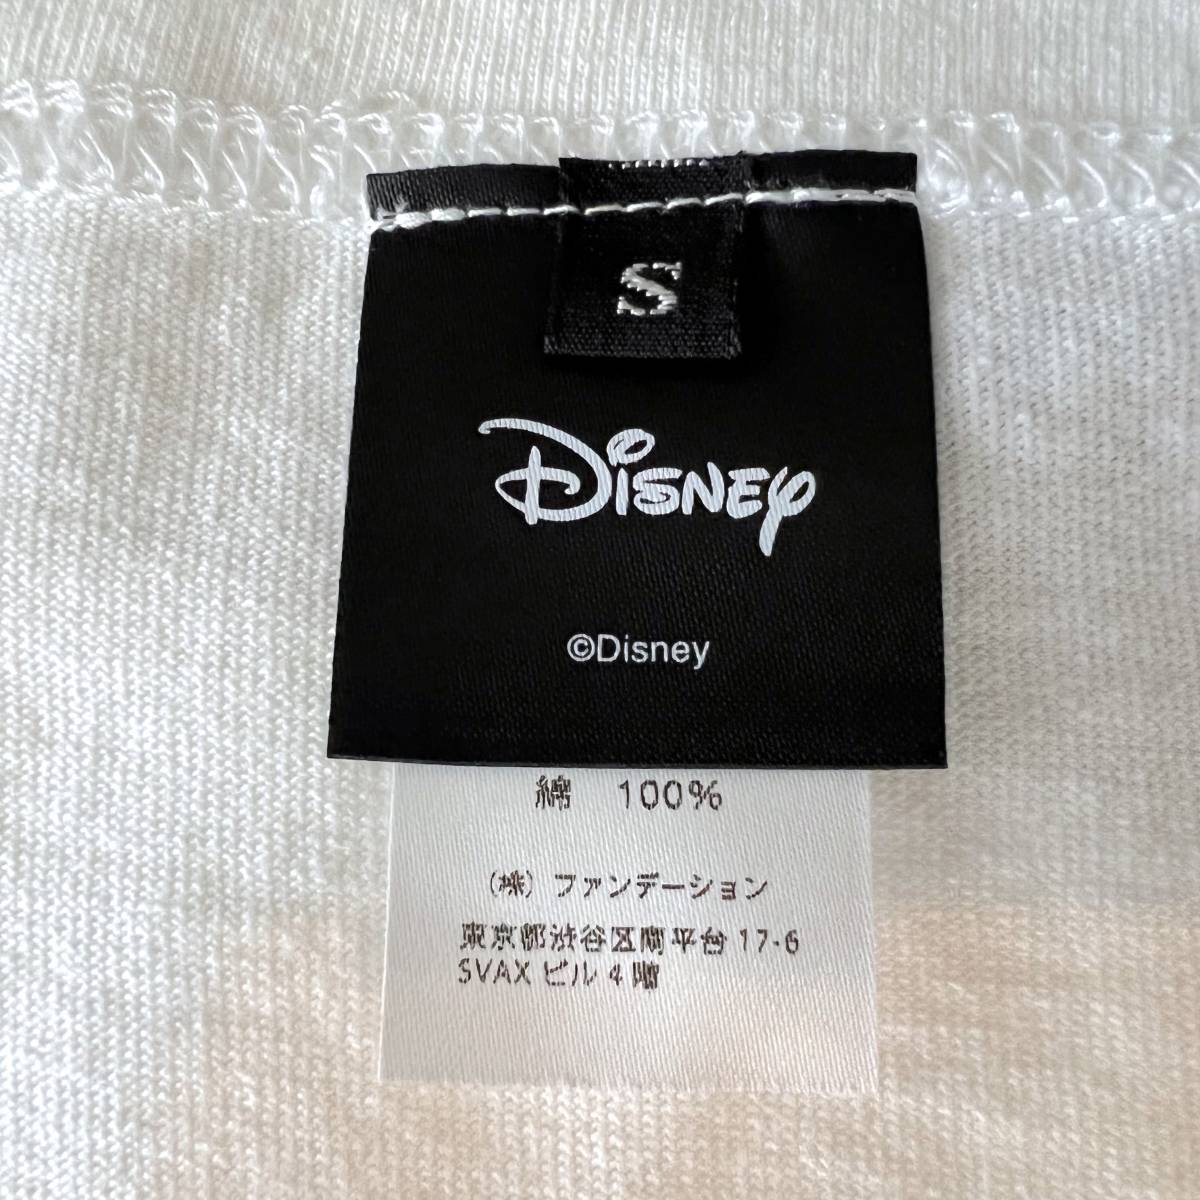 S
Disney
©Disney
綿 100%
(株) ファンデーション
東京都渋谷区南平台 17-6
SVAX ビル 4 階